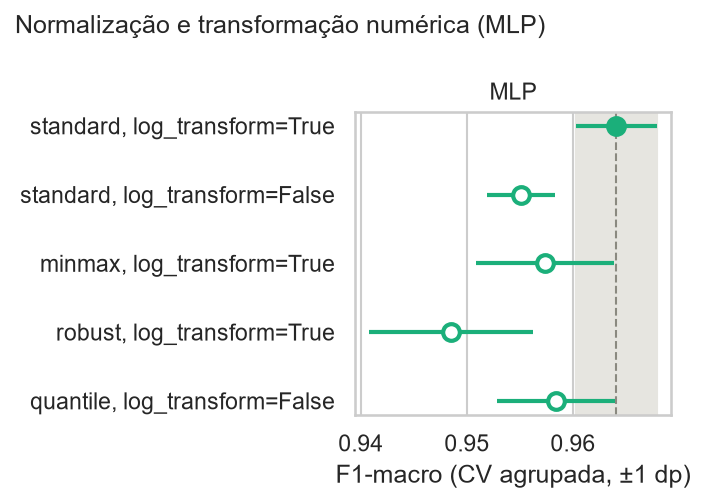 Normalização e transformação numérica (MLP)
MLP
standard, log_transform=True
standard, log_transform=False
minmax, log_transform=True
robust, log_transform=True
quantile, log_transform=False
0.94 0.95 0.96
F1-macro (CV agrupada, ±1 dp)